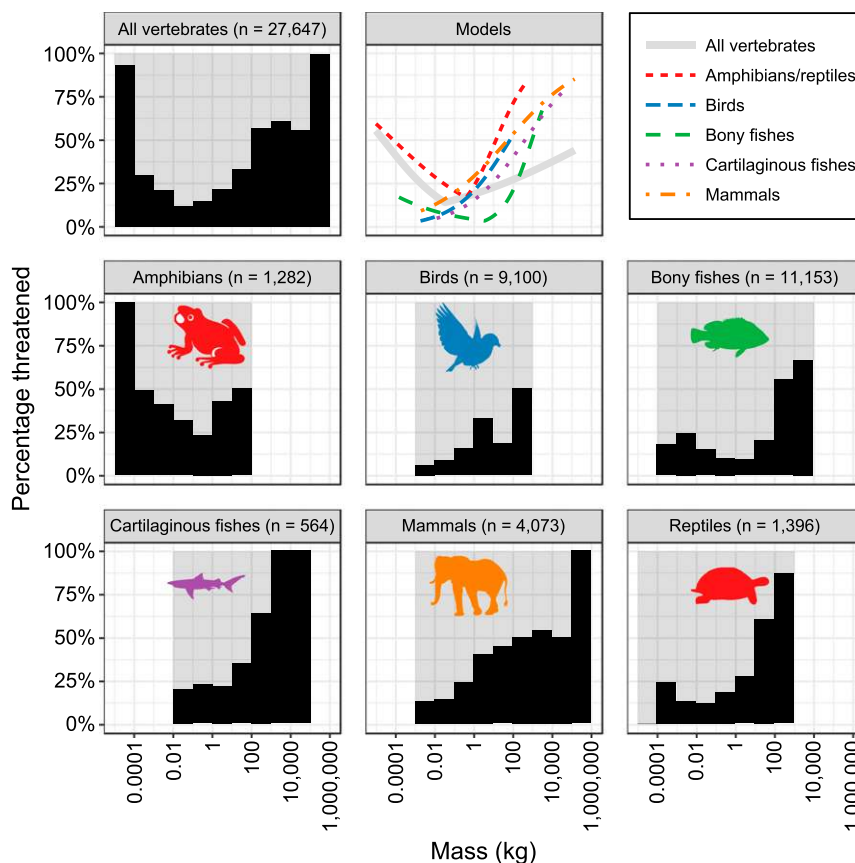 All vertebrates (n = 27,647)
Models
All vertebrates
Amphibians/reptiles
Birds
Bony fishes
Cartilaginous fishes
Mammals
100%
75%
50%
25%
0%
Percentage threatened
Amphibians (n = 1,282)
Birds (n = 9,100)
Bony fishes (n = 11,153)
100%
75%
50%
25%
0%
Cartilaginous fishes (n = 564)
Mammals (n = 4,073)
Reptiles (n = 1,396)
100%
75%
50%
25%
0%
0.0001
0.01
1
100
10,000
1,000,000
0.0001
0.01
1
100
10,000
1,000,000
0.0001
0.01
1
100
10,000
1,000,000
Mass (kg)